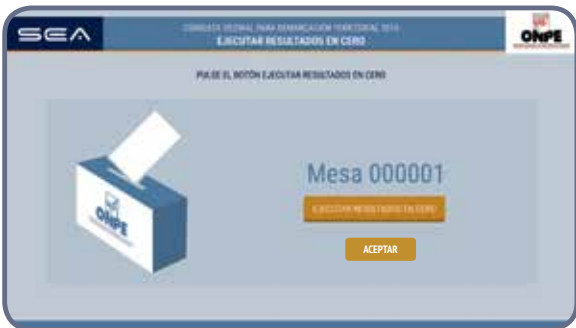 SEA
CONSULTA VECINAL PARA DEMARCACIÓN TERRITORIAL
EJECUTAR RESULTADOS EN CERO
ONPE
PULSE EL BOTÓN EJECUTAR RESULTADOS EN CERO
Mesa 000001
ONPE
EJECUTAR RESULTADOS EN CERO
ACEPTAR